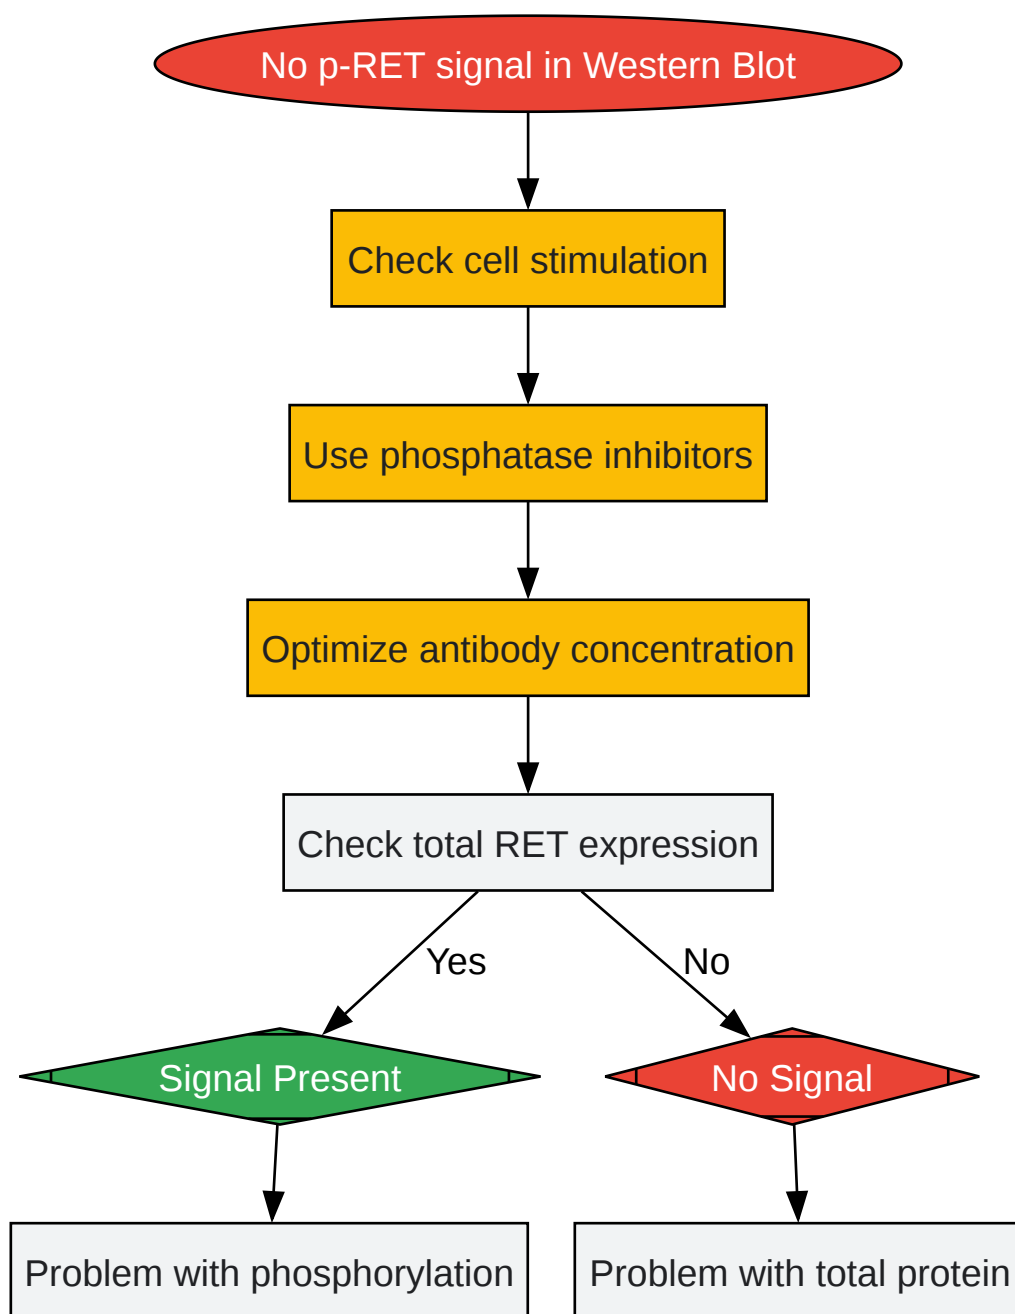 No p-RET signal in Western Blot
Check cell stimulation
Use phosphatase inhibitors
Optimize antibody concentration
Check total RET expression
Yes
No
Signal Present
No Signal
Problem with phosphorylation
Problem with total protein